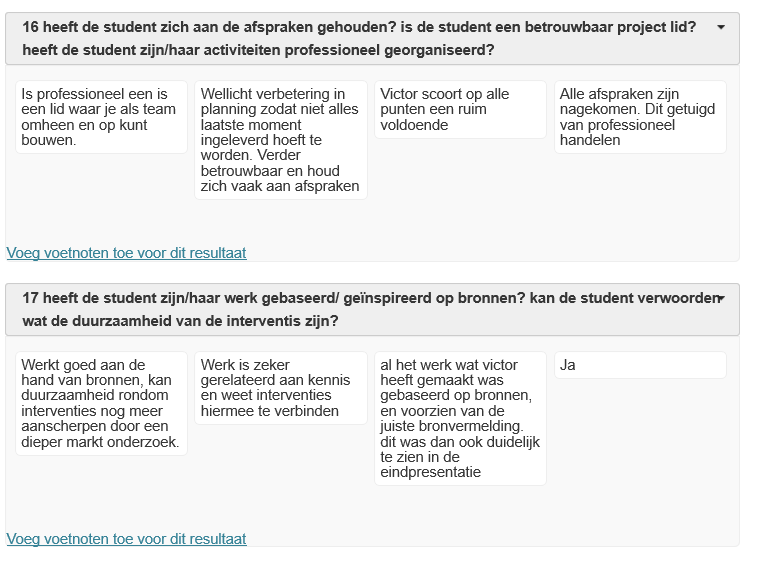 16 heeft de student zich aan de afspraken gehouden? is de student een betrouwbaar project lid?
heeft de student zijn/haar activiteiten professioneel georganiseerd?
Is professioneel een is
een lid waar je als team
omheen en op kunt
bouwen.
Wellicht verbetering in
planning zodat niet alles
laatste moment
ingeleverd hoeft te
worden. Verder
betrouwbaar en houd
zich vaak aan afspraken
Victor scoort op alle
punten een ruim
voldoende
Alle afspraken zijn
nagekomen. Dit getuigd
van professioneel
handelen
Voeg voetnoten toe voor dit resultaat
17 heeft de student zijn/haar werk gebaseerd/ geïnspireerd op bronnen? kan de student verwoorden
wat de duurzaamheid van de interventis zijn?
Werkt goed aan de
hand van bronnen, kan
duurzaamheid rondom
interventies nog meer
aanscherpen door een
dieper markt onderzoek.
Werk is zeker
gerelateerd aan kennis
en weet interventies
hiermee te verbinden
al het werk wat victor
heeft gemaakt was
gebaseerd op bronnen,
en voorzien van de
juiste bronvermelding.
dit was dan ook duidelijk
te zien in de
eindpresentatie
Ja
Voeg voetnoten toe voor dit resultaat